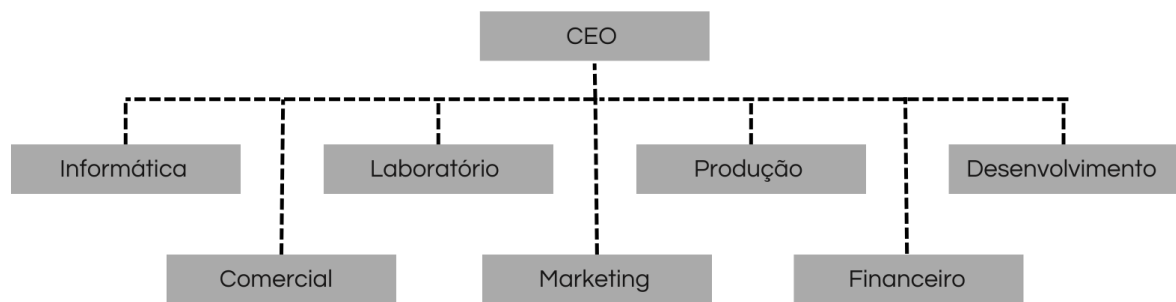 CEO
Informática
Laboratório
Produção
Desenvolvimento
Comercial
Marketing
Financeiro